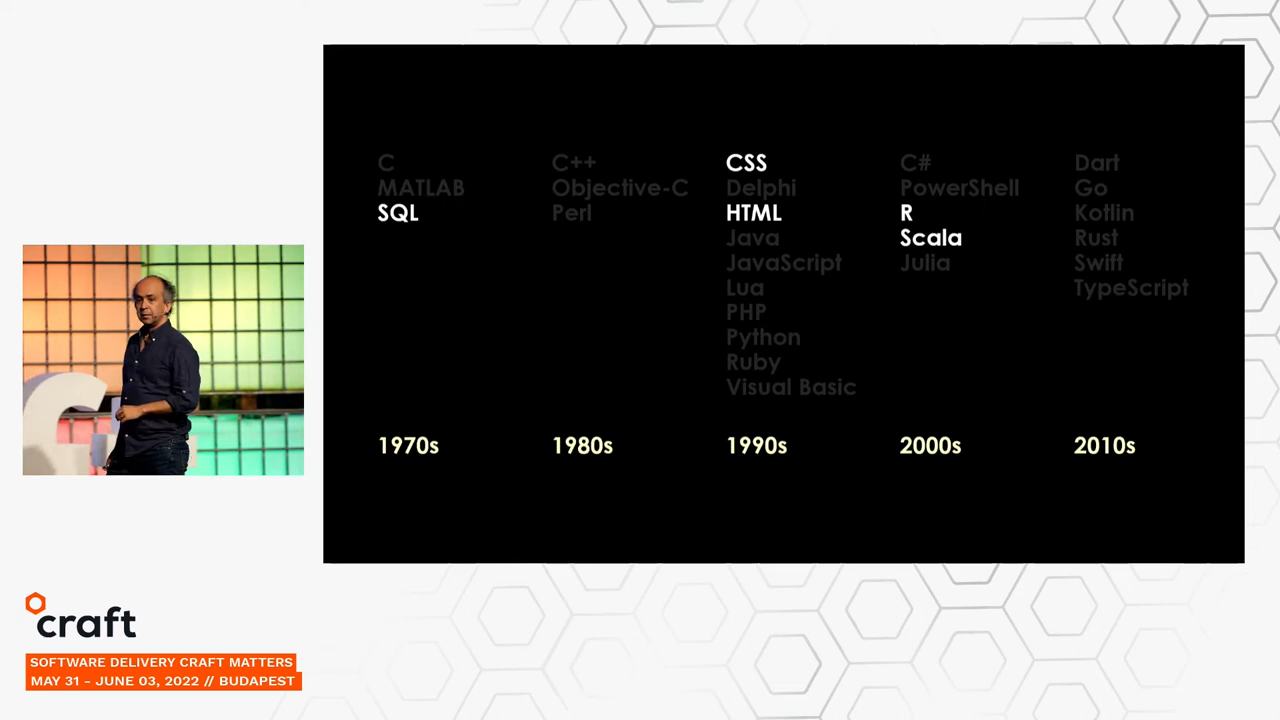 C
MATLAB
SQL
1970s
C++
Objective-C
Perl
1980s
CSS
Delphi
HTML
Java
JavaScript
Lua
PHP
Python
Ruby
Visual Basic
1990s
C#
PowerShell
R
Scala
Julia
2000s
Dart
Go
Kotlin
Rust
Swift
TypeScript
2010s
craft
SOFTWARE DELIVERY CRAFT MATTERS
MAY 31 - JUNE 03, 2022 // BUDAPEST